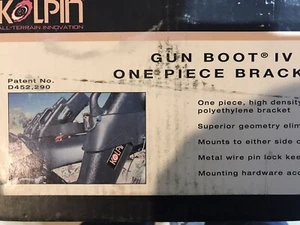 KOLPIN
ALL-TERRAIN INNOVATION
GUN BOOT® IV
ONE PIECE BRACK
Patent No.
D452,290
One piece, high density
polyethylene bracket
Superior geometry elim
Mounts to either side o
Metal wire pin lock kee
Mounting hardware acc
KOLPIN